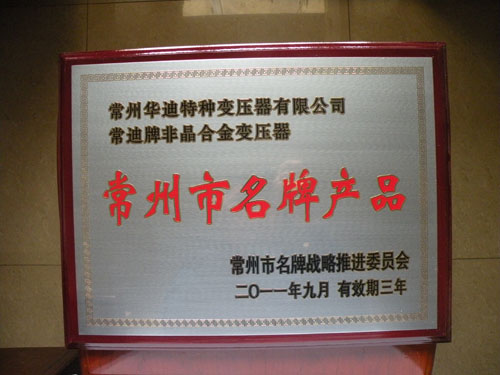 常州华迪特种变压器有限公司
常迪牌非晶合金变压器
常州市名牌产品
常州市名牌战略推进委员会
二〇一一年九月 有效期三年